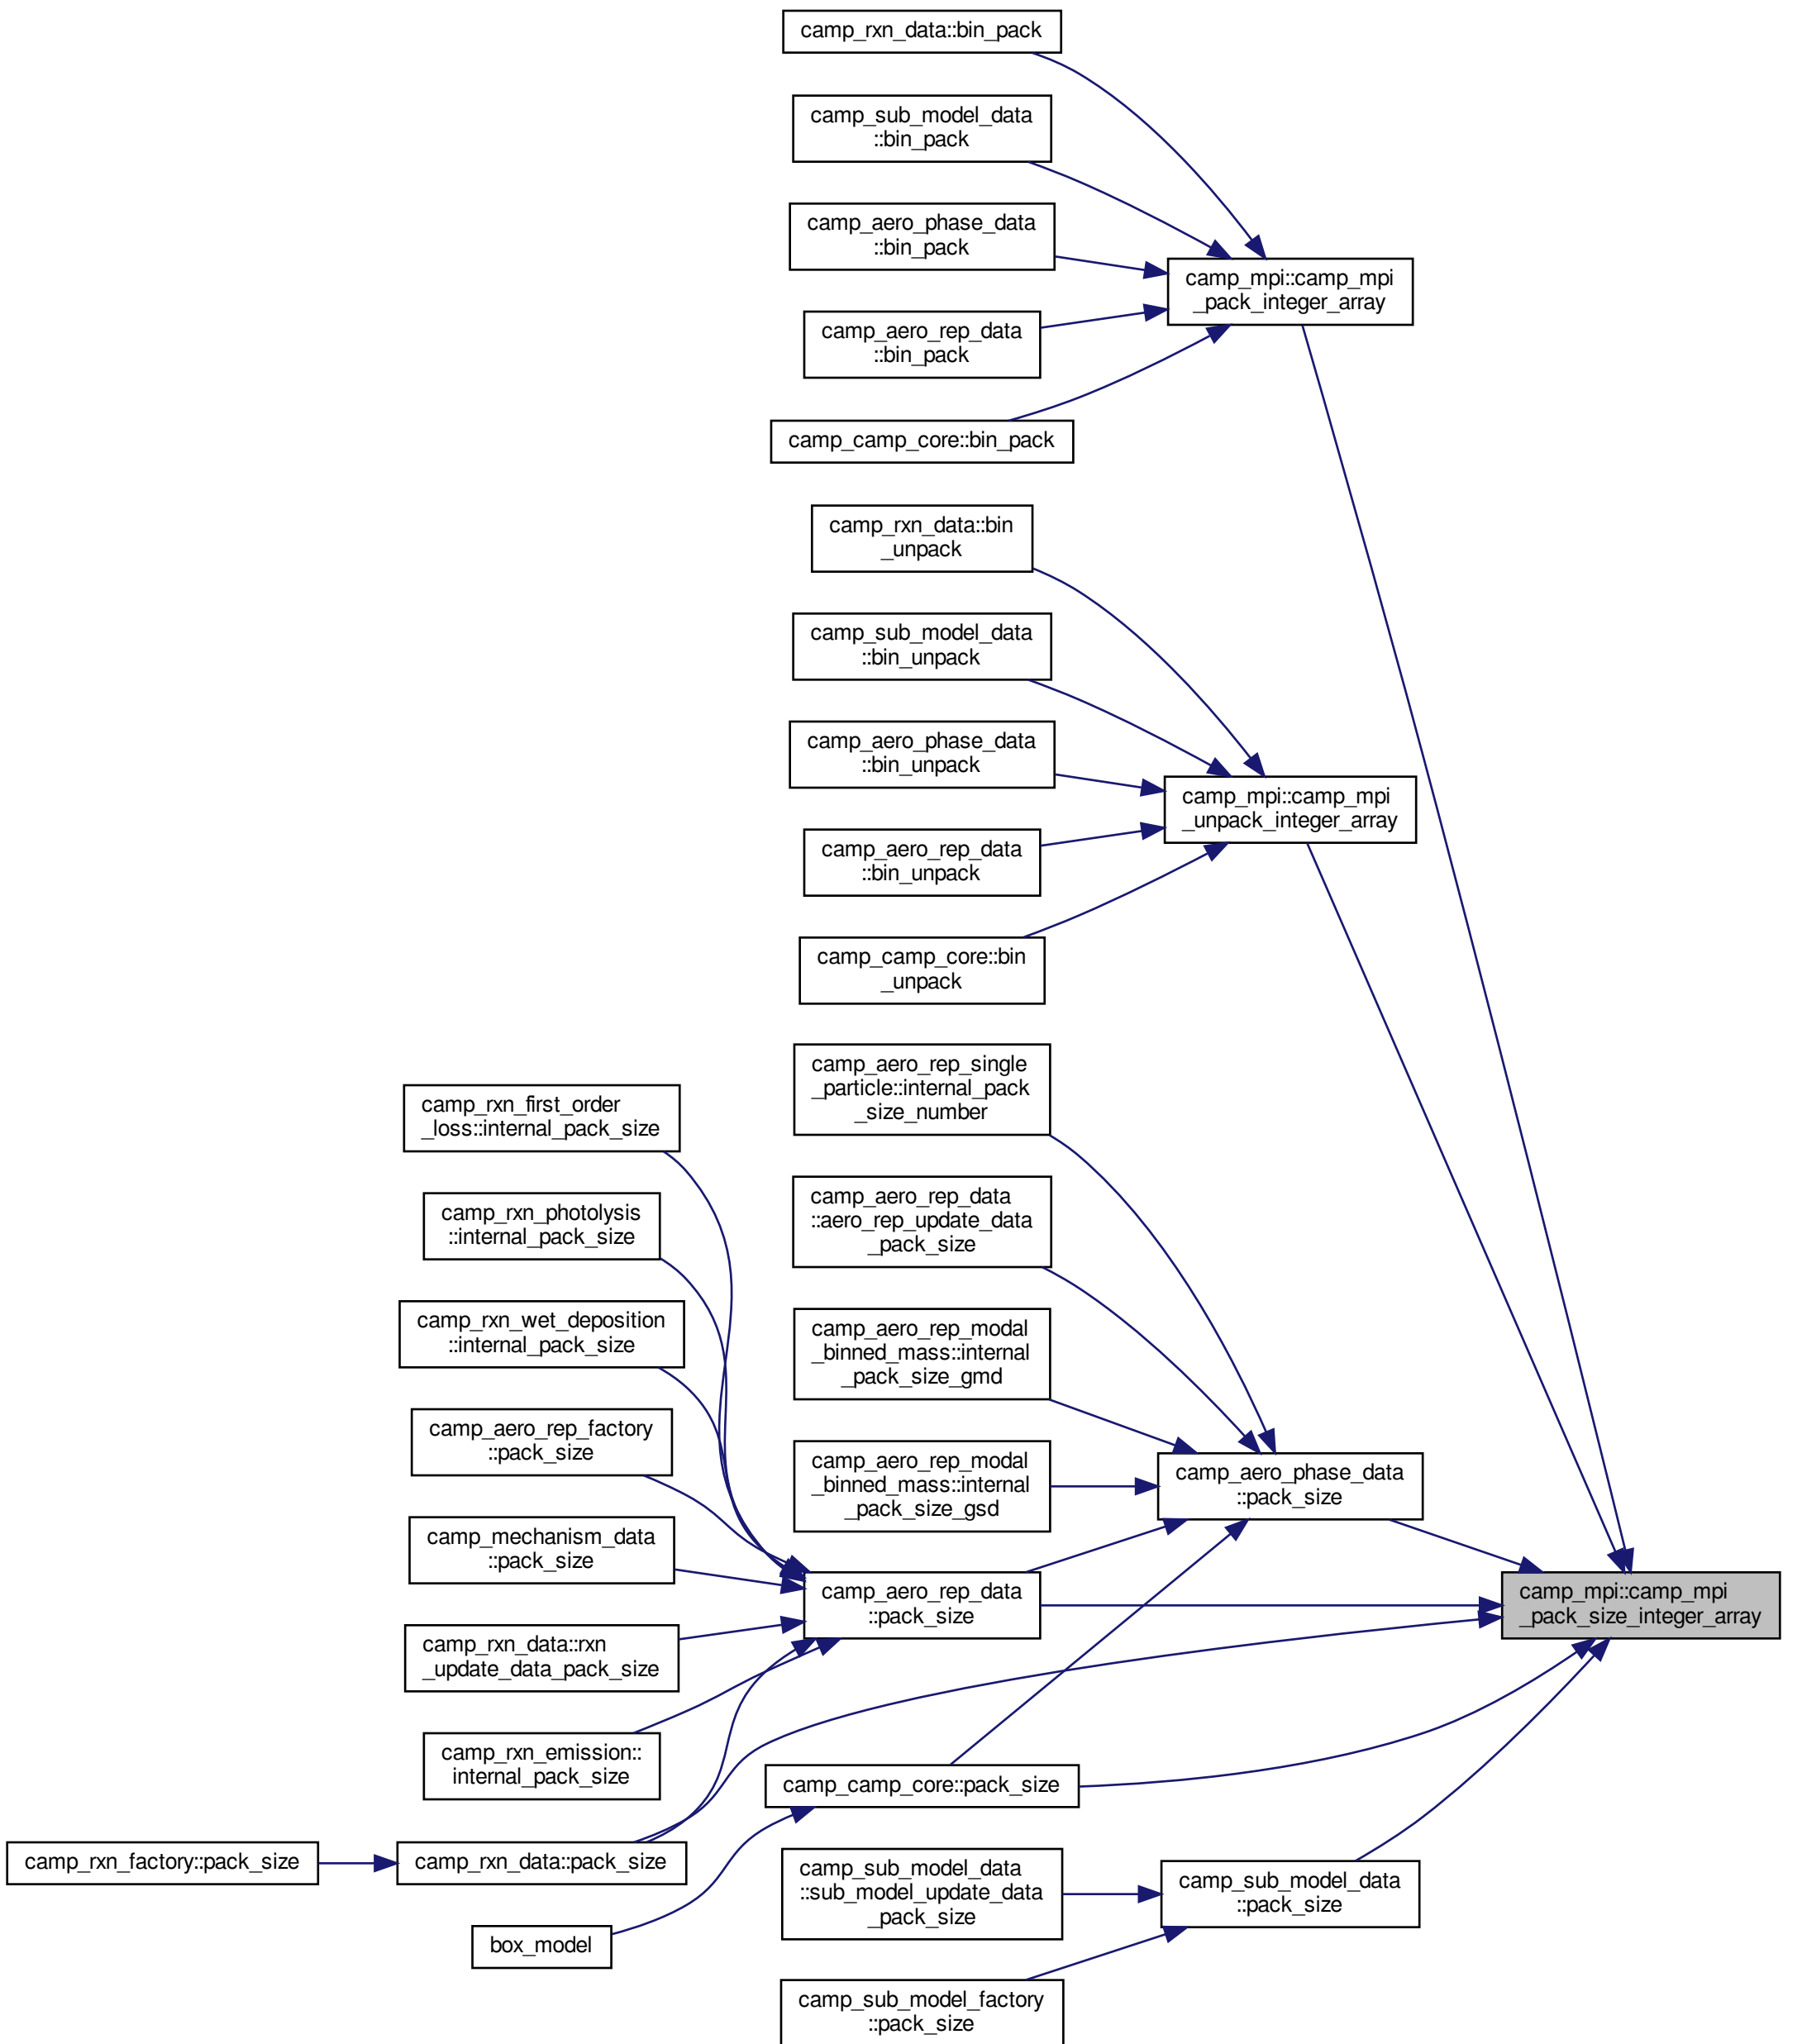 camp_rxn_data::bin_pack
camp_sub_model_data
::bin_pack
camp_aero_phase_data
::bin_pack
camp_aero_rep_data
::bin_pack
camp_camp_core::bin_pack
camp_mpi::camp_mpi
_pack_integer_array
camp_rxn_data::bin
_unpack
camp_sub_model_data
::bin_unpack
camp_aero_phase_data
::bin_unpack
camp_aero_rep_data
::bin_unpack
camp_camp_core::bin
_unpack
camp_mpi::camp_mpi
_unpack_integer_array
camp_aero_rep_single
_particle::internal_pack
_size_number
camp_aero_rep_data
::aero_rep_update_data
_pack_size
camp_aero_rep_modal
_binned_mass::internal
_pack_size_gmd
camp_aero_rep_modal
_binned_mass::internal
_pack_size_gsd
camp_aero_phase_data
::pack_size
camp_rxn_first_order
_loss::internal_pack_size
camp_rxn_photolysis
::internal_pack_size
camp_rxn_wet_deposition
::internal_pack_size
camp_aero_rep_factory
::pack_size
camp_mechanism_data
::pack_size
camp_rxn_data::rxn
_update_data_pack_size
camp_rxn_emission::
internal_pack_size
camp_aero_rep_data
::pack_size
camp_mpi::camp_mpi
_pack_size_integer_array
camp_camp_core::pack_size
camp_rxn_factory::pack_size
camp_rxn_data::pack_size
box_model
camp_sub_model_data
::sub_model_update_data
_pack_size
camp_sub_model_data
::pack_size
camp_sub_model_factory
::pack_size